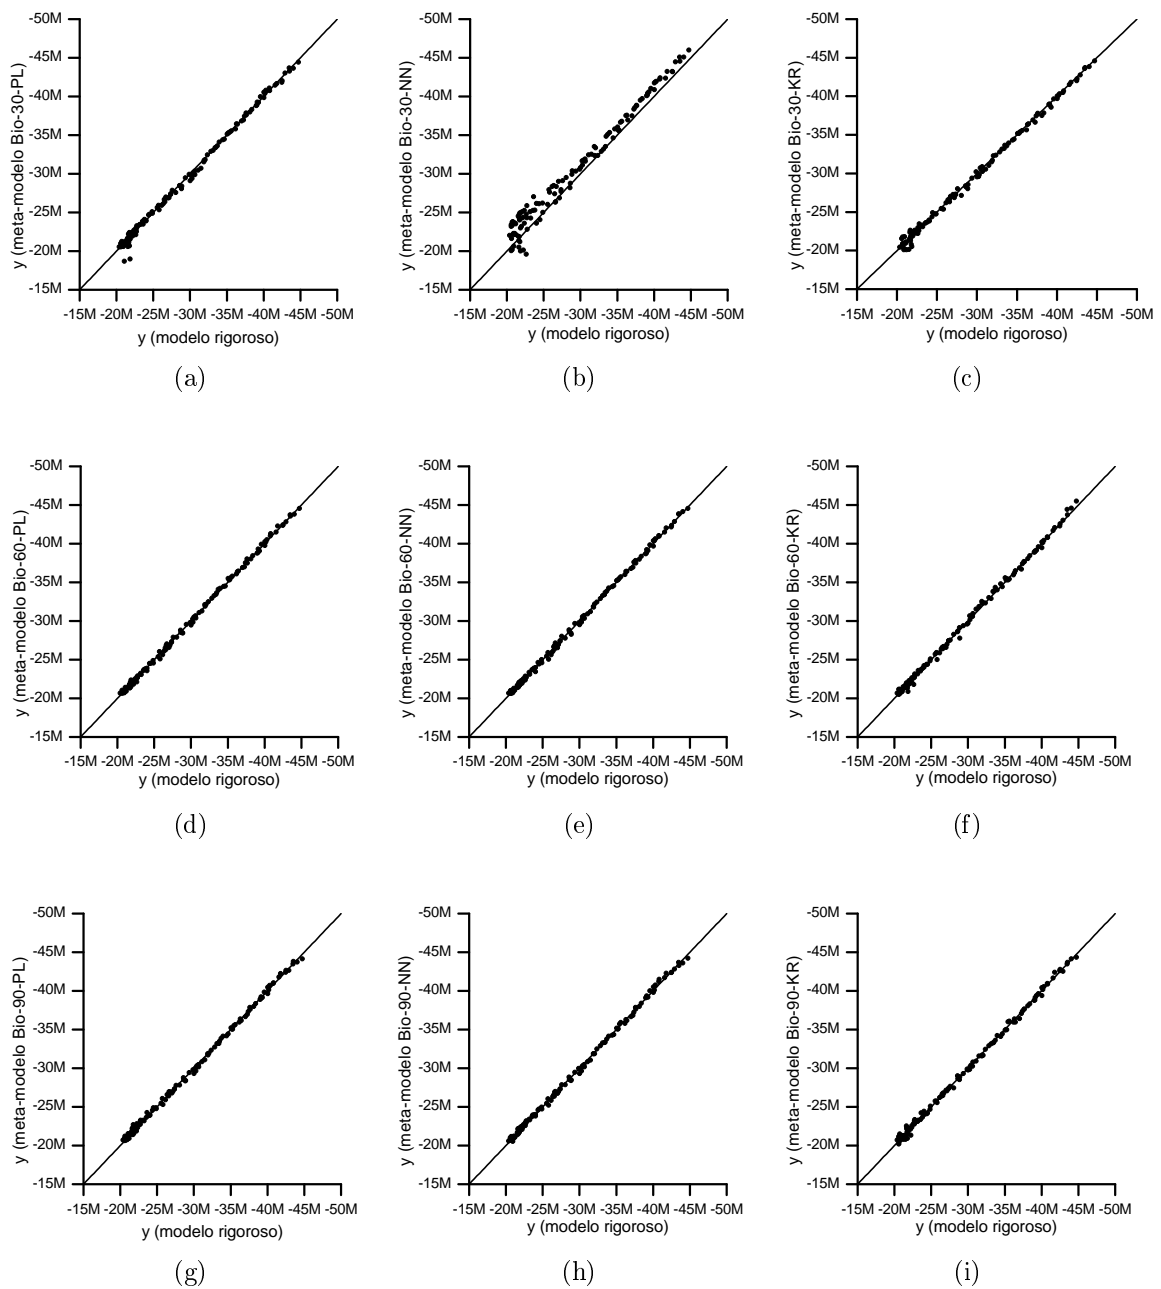 -50M
-45M
-40M
-35M
-30M
-25M
-20M
-15M
y (meta-modelo Bio-30-PL)
-15M -20M -25M -30M -35M -40M -45M -50M
y (modelo rigoroso)
(a)
-50M
-45M
-40M
-35M
-30M
-25M
-20M
-15M
y (meta-modelo Bio-30-NN)
-15M -20M -25M -30M -35M -40M -45M -50M
y (modelo rigoroso)
(b)
-50M
-45M
-40M
-35M
-30M
-25M
-20M
-15M
y (meta-modelo Bio-30-KR)
-15M -20M -25M -30M -35M -40M -45M -50M
y (modelo rigoroso)
(c)
-50M
-45M
-40M
-35M
-30M
-25M
-20M
-15M
y (meta-modelo Bio-60-PL)
-15M -20M -25M -30M -35M -40M -45M -50M
y (modelo rigoroso)
(d)
-50M
-45M
-40M
-35M
-30M
-25M
-20M
-15M
y (meta-modelo Bio-60-NN)
-15M -20M -25M -30M -35M -40M -45M -50M
y (modelo rigoroso)
(e)
-50M
-45M
-40M
-35M
-30M
-25M
-20M
-15M
y (meta-modelo Bio-60-KR)
-15M -20M -25M -30M -35M -40M -45M -50M
y (modelo rigoroso)
(f)
-50M
-45M
-40M
-35M
-30M
-25M
-20M
-15M
y (meta-modelo Bio-90-PL)
-15M -20M -25M -30M -35M -40M -45M -50M
y (modelo rigoroso)
(g)
-50M
-45M
-40M
-35M
-30M
-25M
-20M
-15M
y (meta-modelo Bio-90-NN)
-15M -20M -25M -30M -35M -40M -45M -50M
y (modelo rigoroso)
(h)
-50M
-45M
-40M
-35M
-30M
-25M
-20M
-15M
y (meta-modelo Bio-90-KR)
-15M -20M -25M -30M -35M -40M -45M -50M
y (modelo rigoroso)
(i)